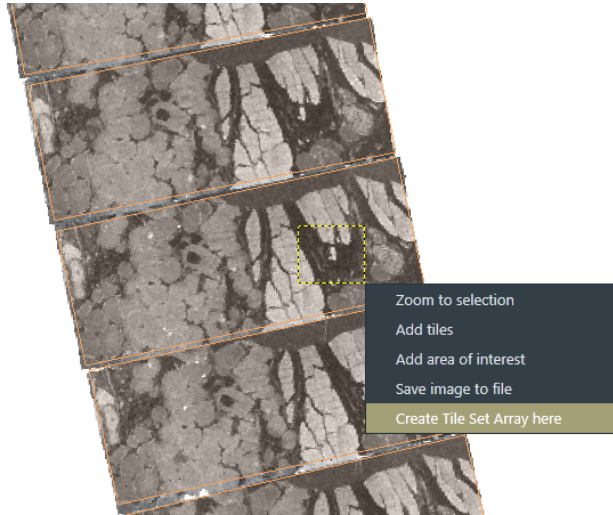 Zoom to selection
Add tiles
Add area of interest
Save image to file
Create Tile Set Array here